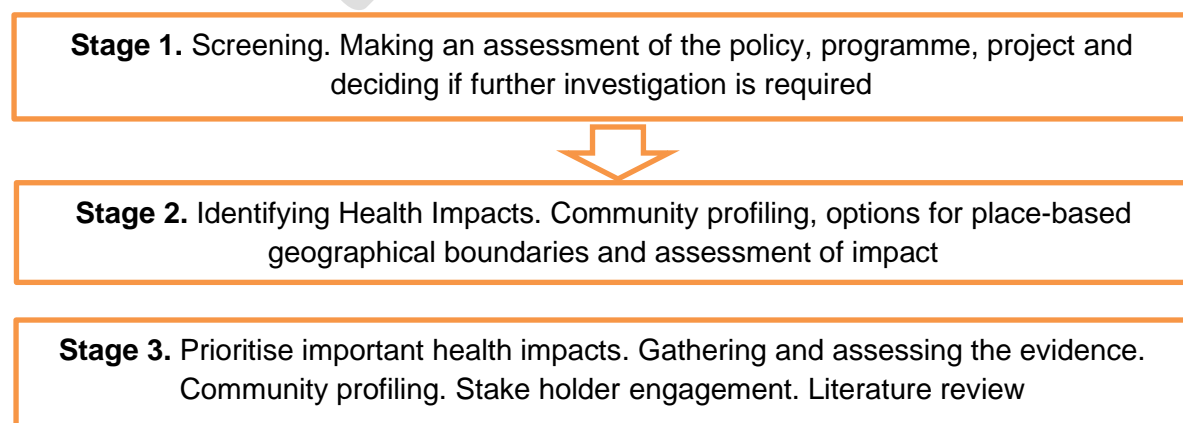 Stage 1. Screening. Making an assessment of the policy, programme, project and
deciding if further investigation is required
Stage 2. Identifying Health Impacts. Community profiling, options for place-based
geographical boundaries and assessment of impact
Stage 3. Prioritise important health impacts. Gathering and assessing the evidence.
Community profiling. Stake holder engagement. Literature review